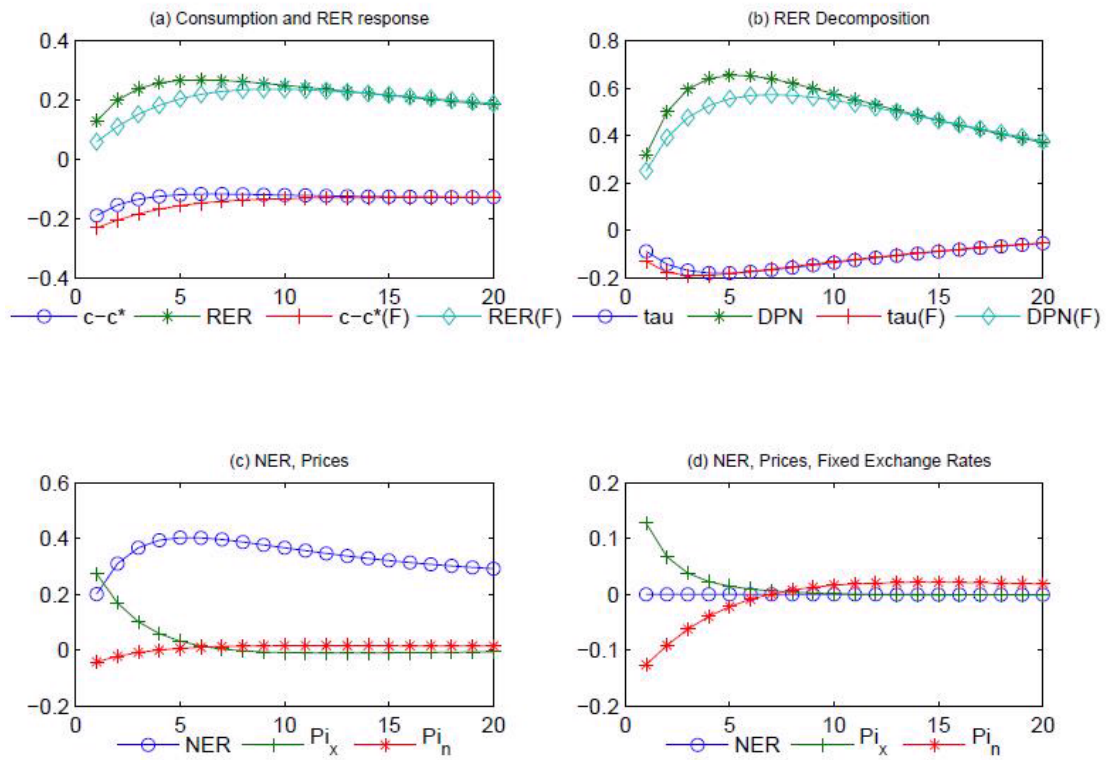 (a) Consumption and RER response
0.4
0.2
0
−0.2
−0.4
0 5 10 15 20
c−c* RER c−c*(F) RER(F)
(b) RER Decomposition
0.8
0.6
0.4
0.2
0
−0.2
0 5 10 15 20
tau DPN tau(F) DPN(F)
(c) NER, Prices
0.6
0.4
0.2
0
−0.2
0 5 10 15 20
NER Pi_x Pi_n
(d) NER, Prices, Fixed Exchange Rates
0.2
0.1
0
−0.1
−0.2
0 5 10 15 20
NER Pi_x Pi_n